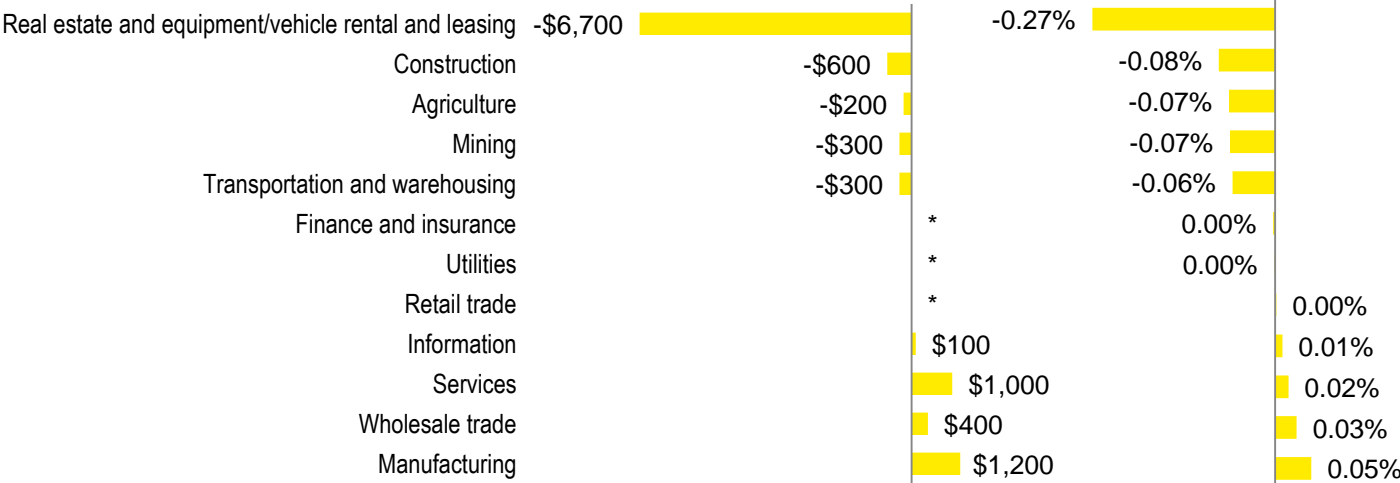 Real estate and equipment/vehicle rental and leasing -$6,700 -0.27%
Construction -$600 -0.08%
Agriculture -$200 -0.07%
Mining -$300 -0.07%
Transportation and warehousing -$300 -0.06%
Finance and insurance * 0.00%
Utilities * 0.00%
Retail trade * 0.00%
Information $100 0.01%
Services $1,000 0.02%
Wholesale trade $400 0.03%
Manufacturing $1,200 0.05%